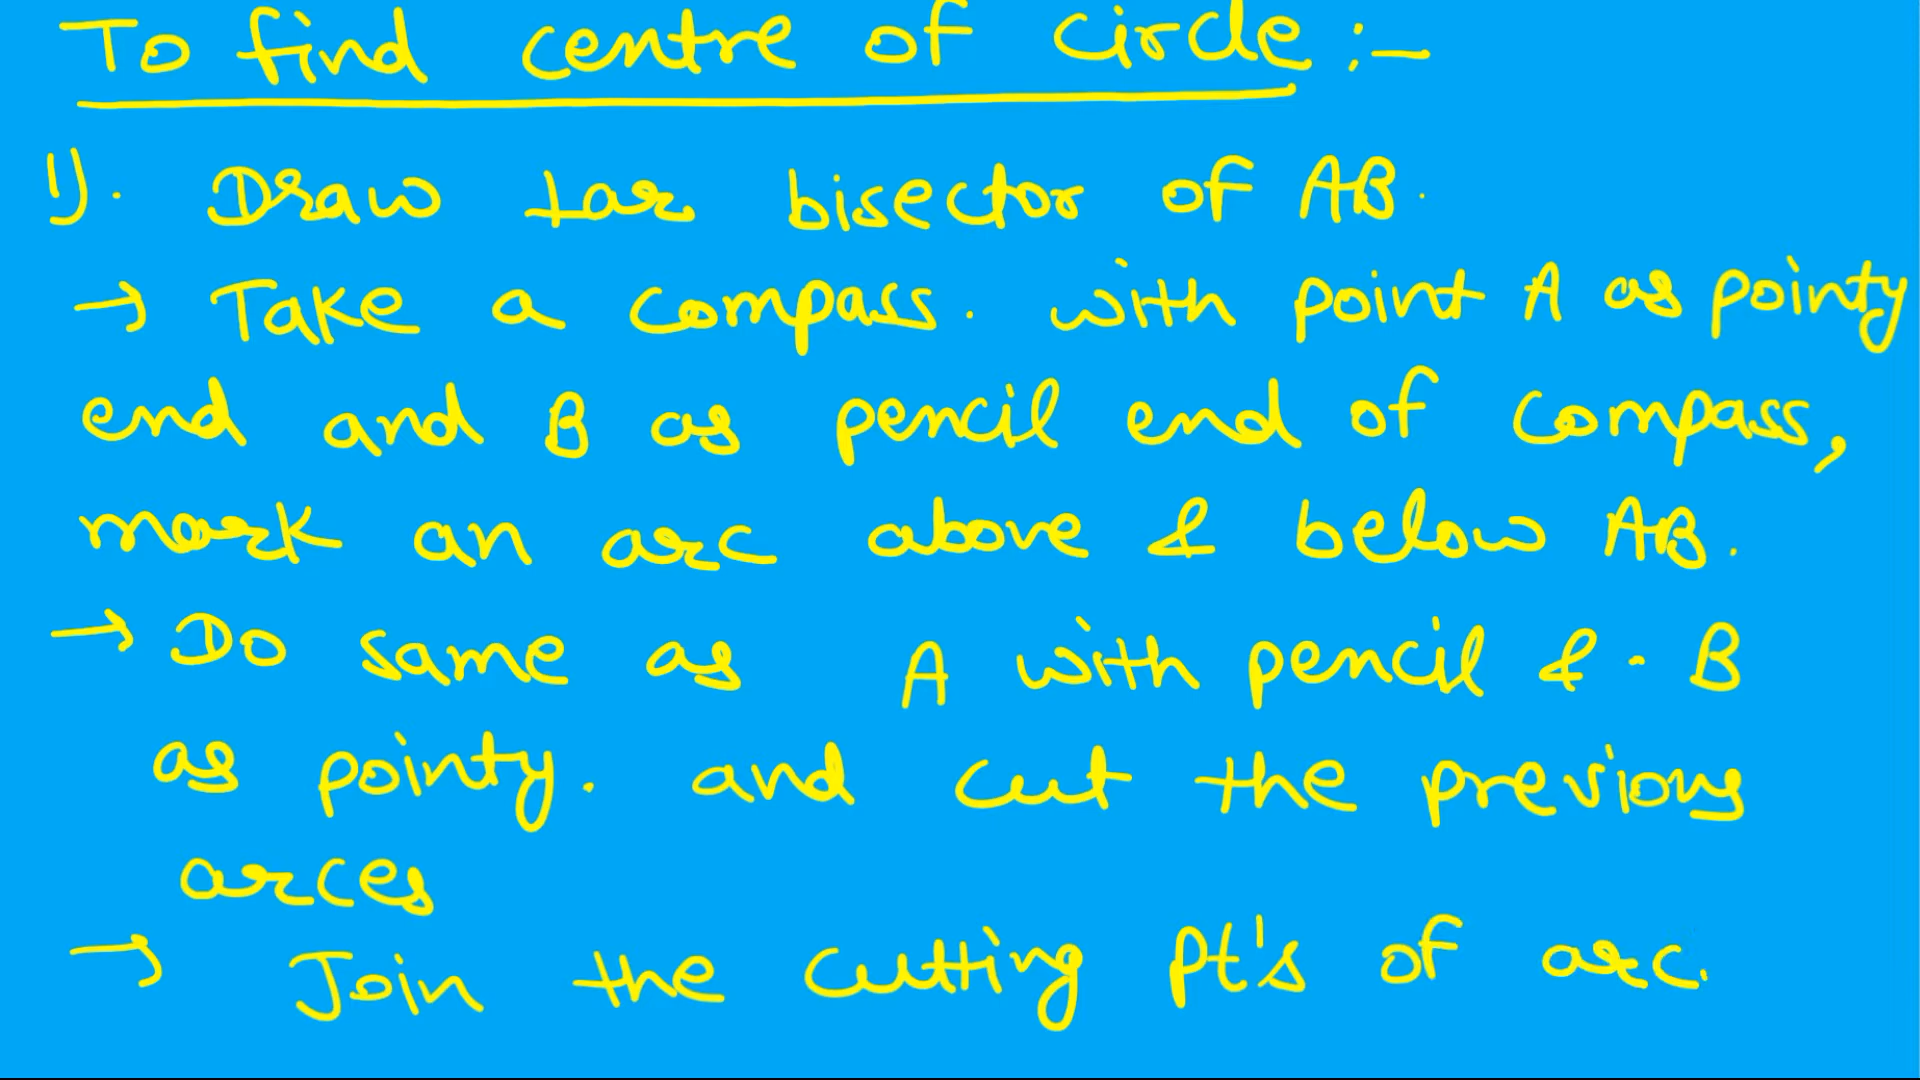 To find centre of circle :-
1). Draw ⊥ar bisector of AB.
→ Take a compass. with point A as pointy
end and B as pencil end of compass,
mark an arc above & below AB.
→ Do same as A with pencil & - B
as pointy. and cut the previous
arces
→ Join the cutting Pt's of arc.